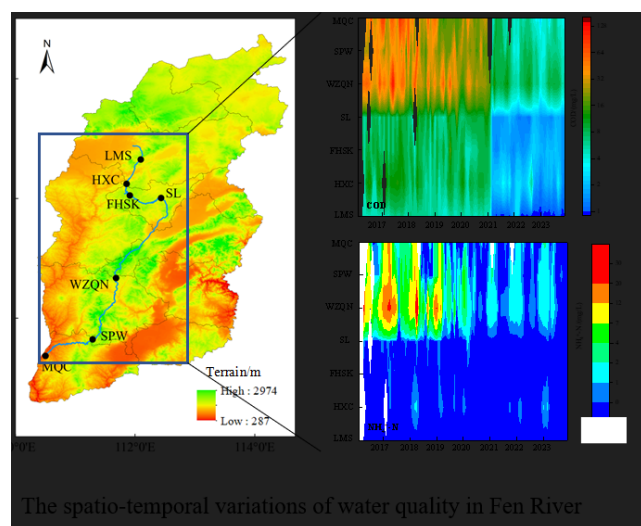 N
LMS
HXC
FHSK
SL
WZQN
SPW
MQC
Terrain/m
High : 2974
Low : 287
0°E
112°0'E
114°0'E
MQC
SPW
WZQN
SL
FHSK
HXC
LMS
COD
2017 2018 2019 2020 2021 2022 2023
MQC
SPW
WZQN
SL
FHSK
HXC
LMS
2017 2018 2019 2020 2021 2022 2023
The spatio-temporal variations of water quality in Fen River